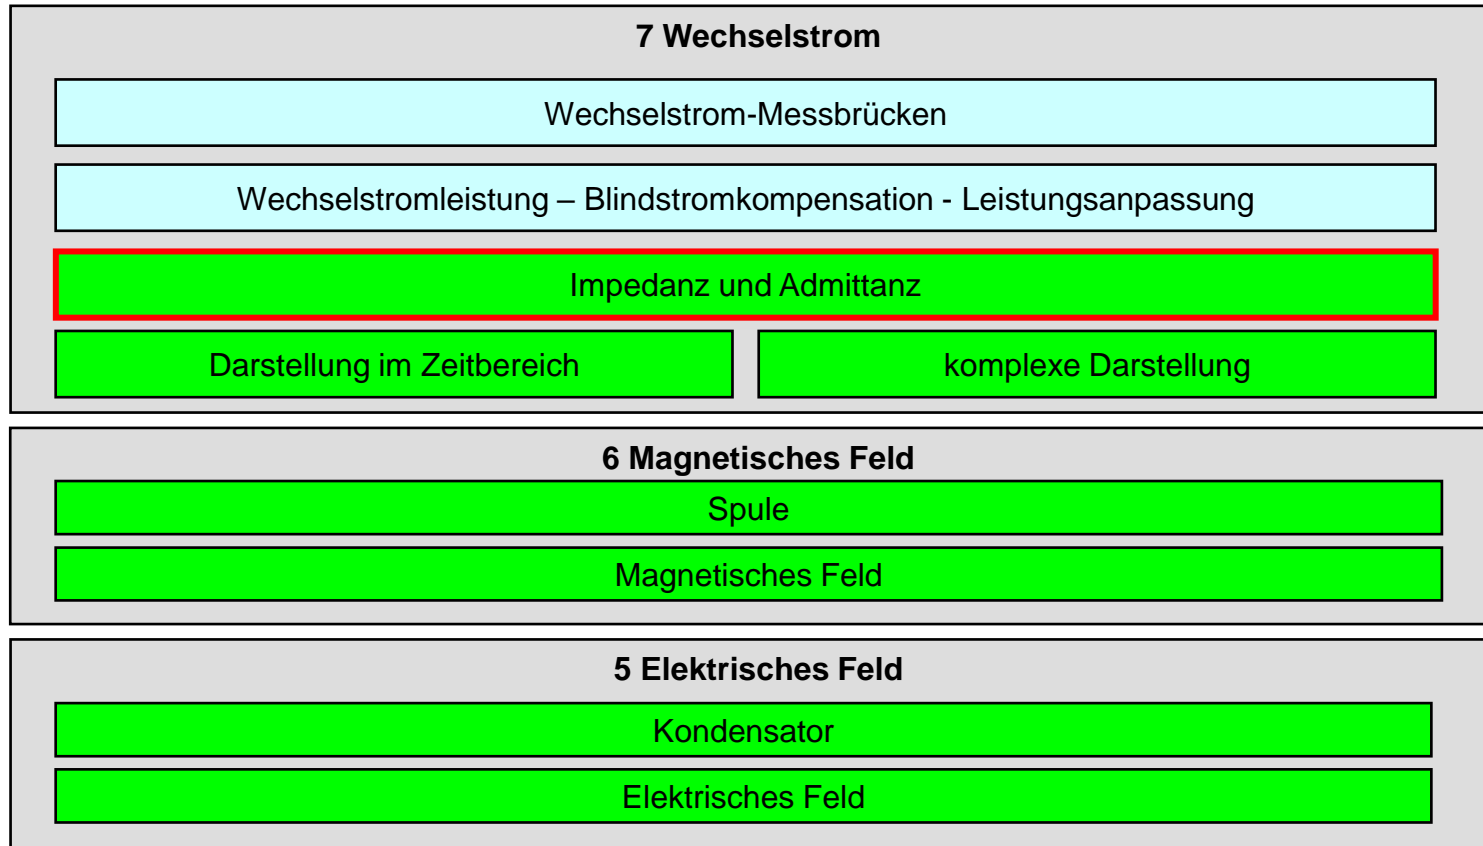 7 Wechselstrom
Wechselstrom-Messbrücken
Wechselstromleistung – Blindstromkompensation - Leistungsanpassung
Impedanz und Admittanz
Darstellung im Zeitbereich
komplexe Darstellung
6 Magnetisches Feld
Spule
Magnetisches Feld
5 Elektrisches Feld
Kondensator
Elektrisches Feld